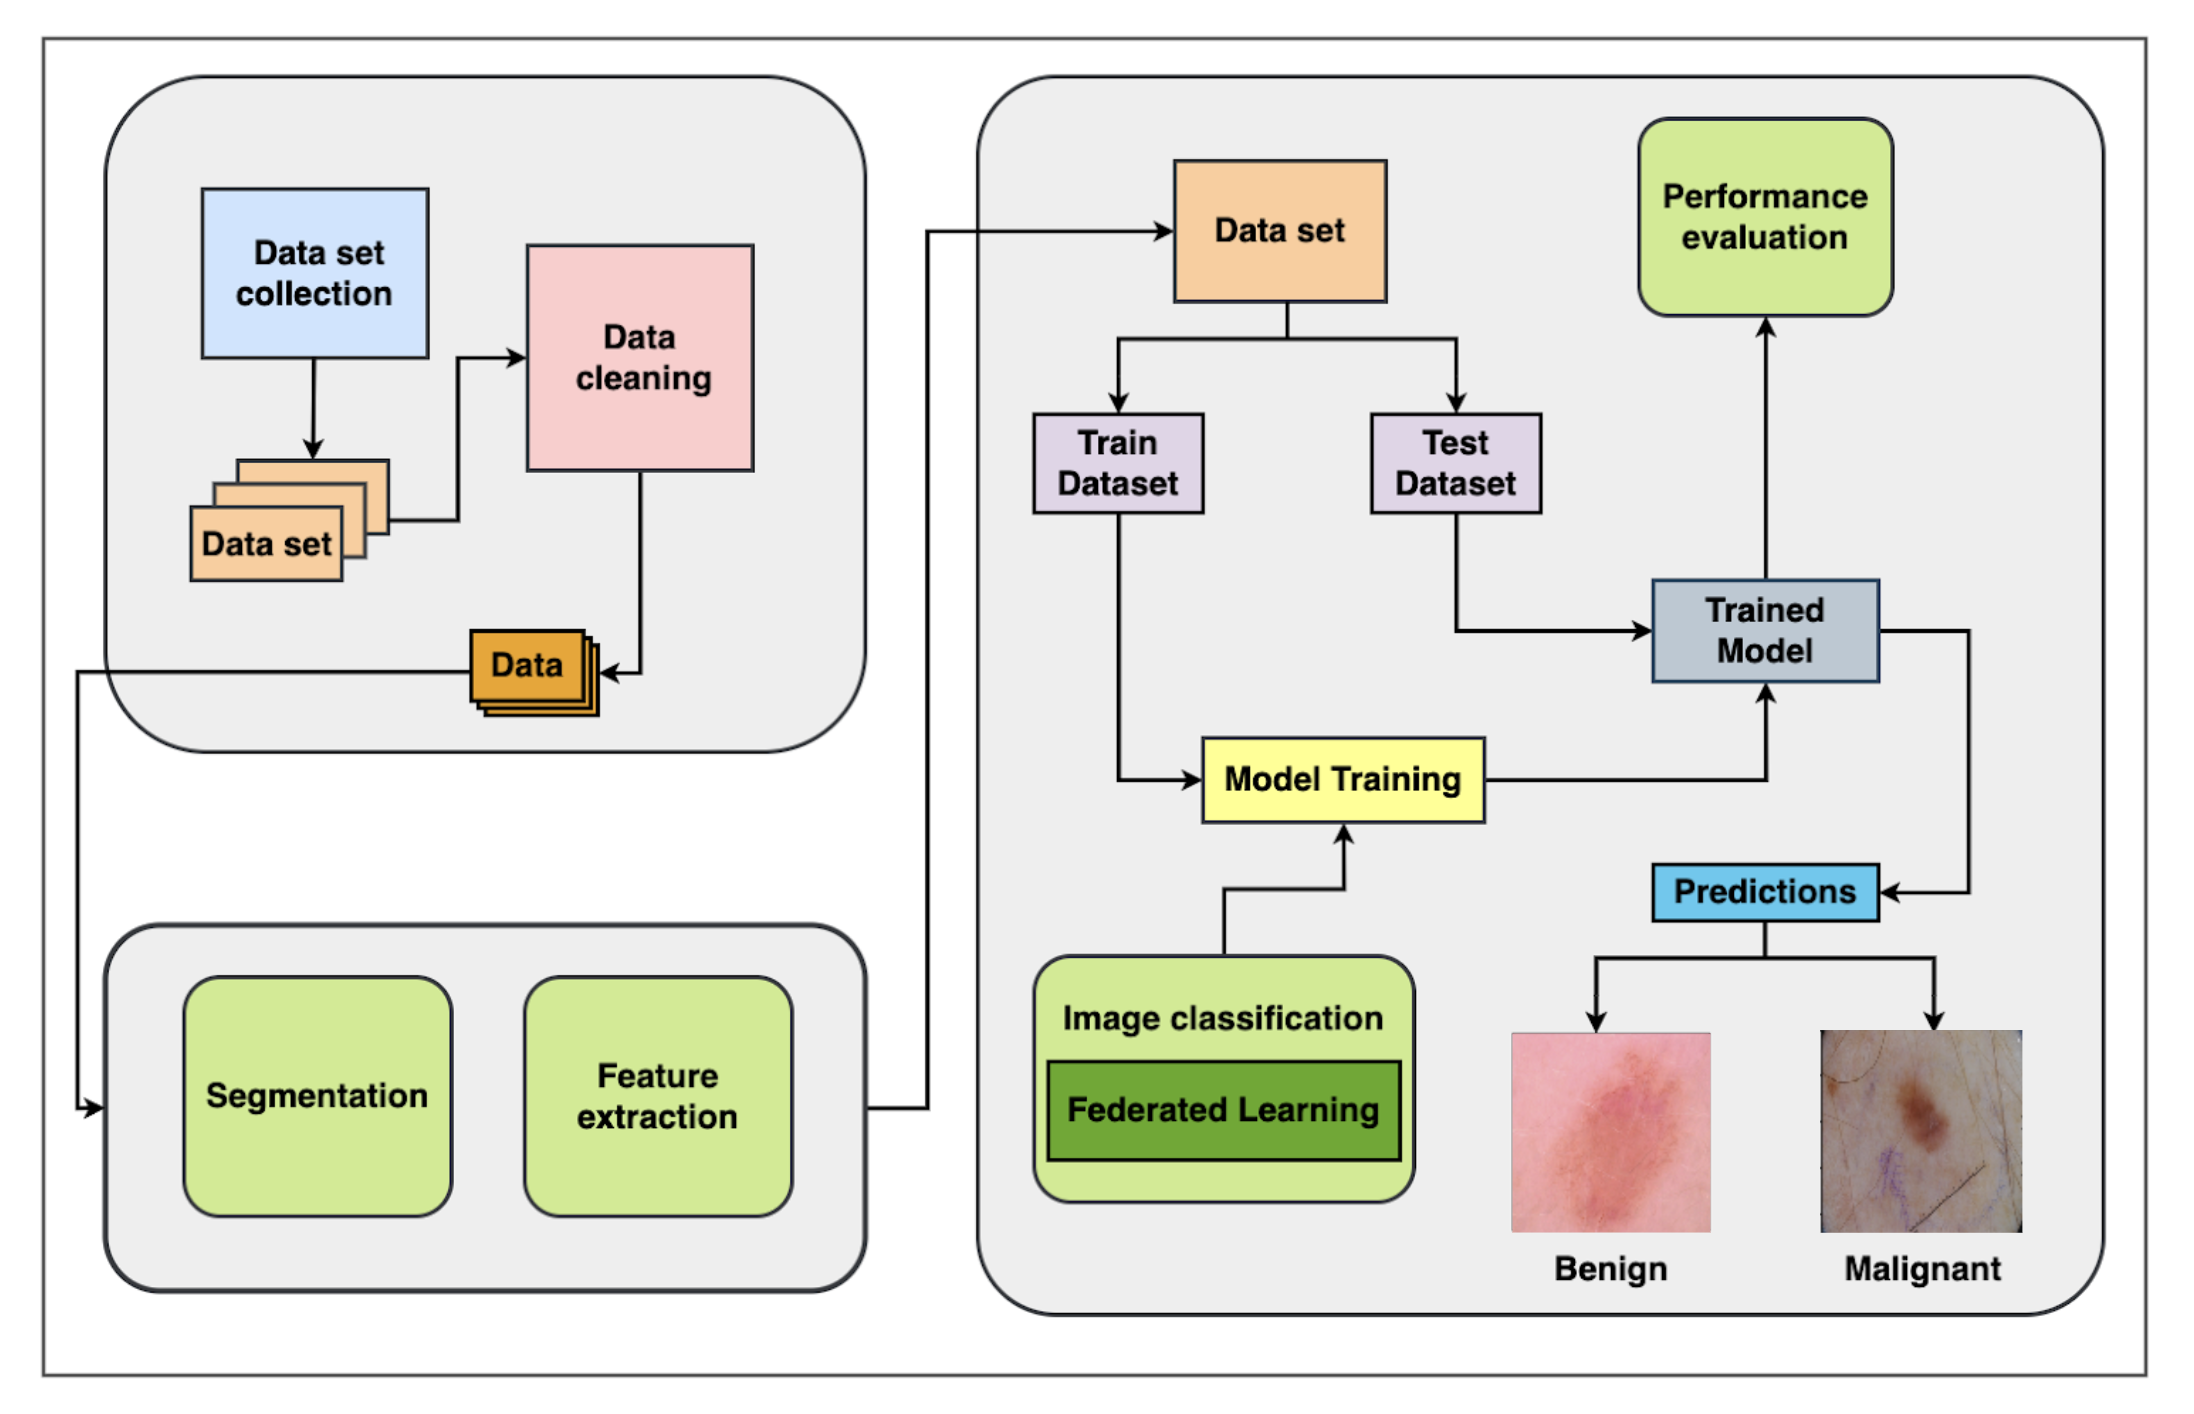 Data set
collection
Data set
Data
cleaning
Data
Segmentation
Feature
extraction
Data set
Performance
evaluation
Train
Dataset
Test
Dataset
Trained
Model
Model Training
Predictions
Image classification
Federated Learning
Benign
Malignant